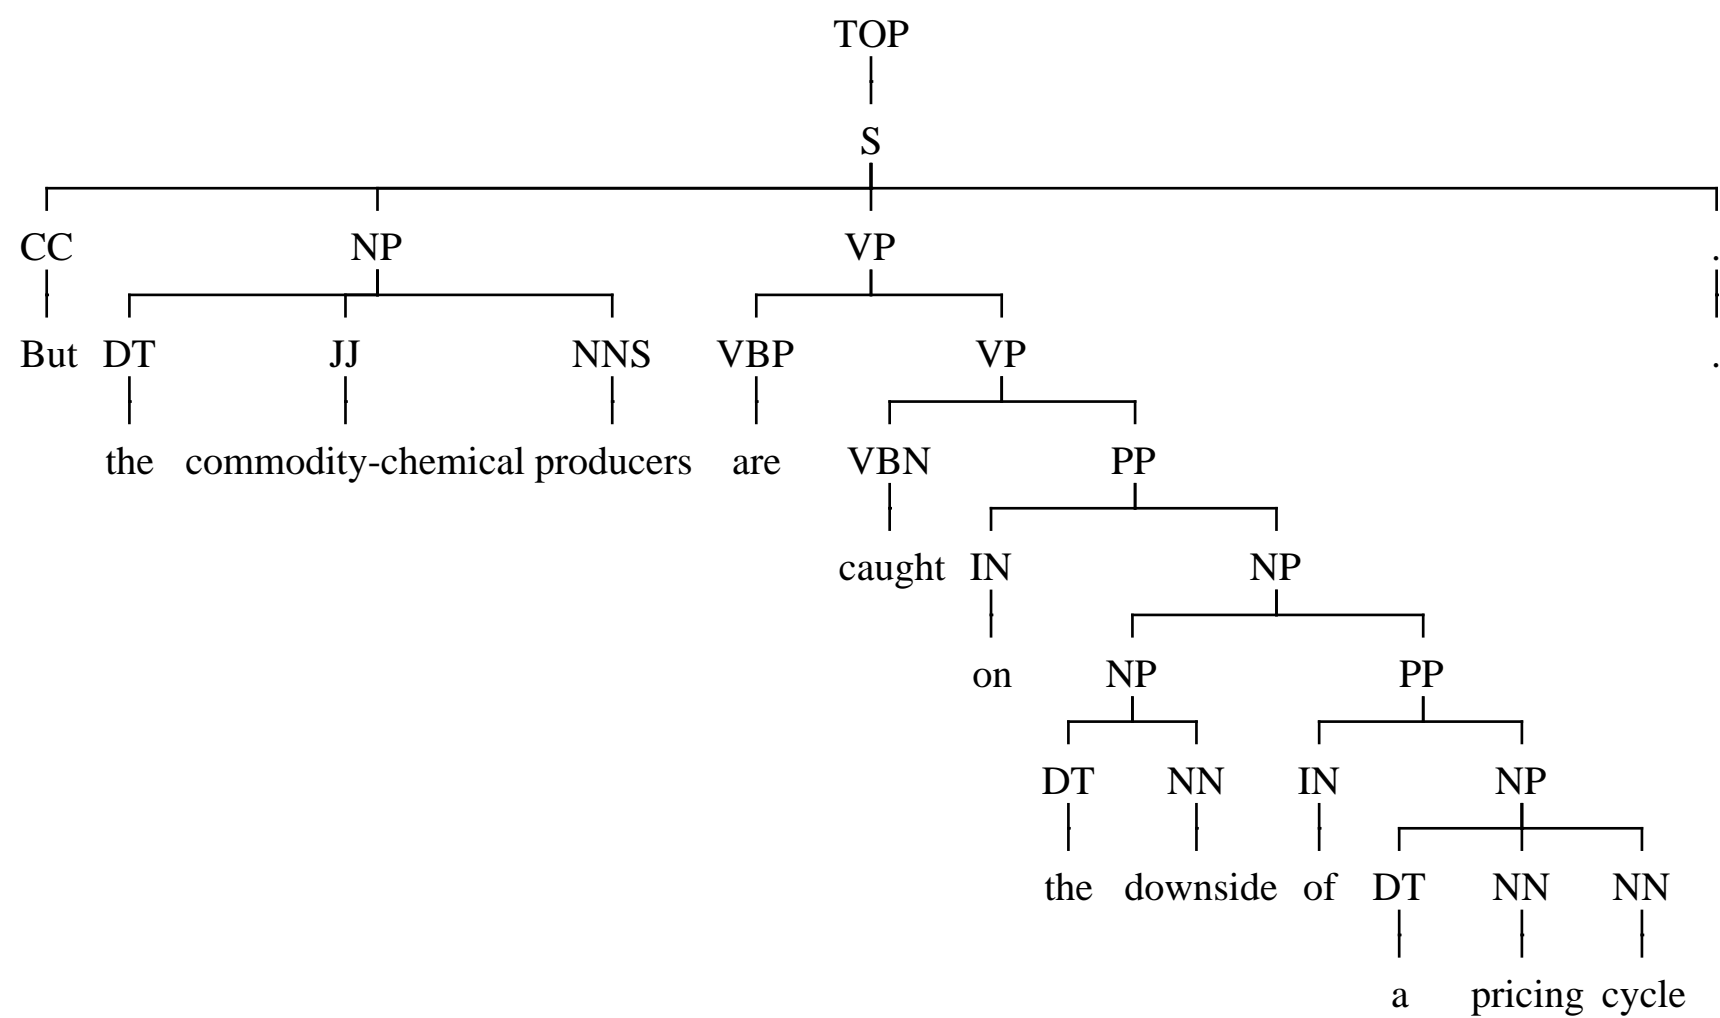 TOP
S
CC NP VP .
But DT JJ NNS VBP VP .
the commodity-chemical producers are VBN PP
caught IN NP
on NP PP
DT NN IN NP
the downside of DT NN NN
a pricing cycle